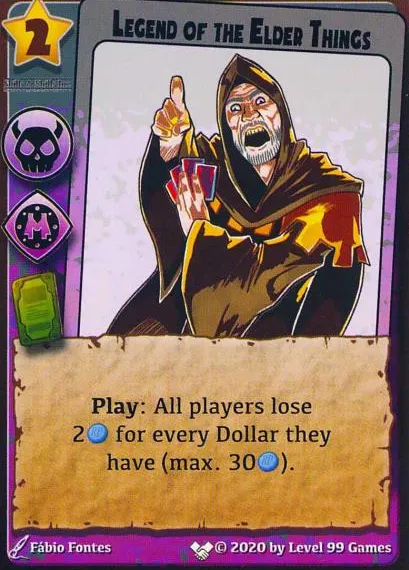 LEGEND OF THE ELDER THINGS
2
M
Play: All players lose
2 for every Dollar they
have (max. 30).
Fábio Fontes
© 2020 by Level 99 Games